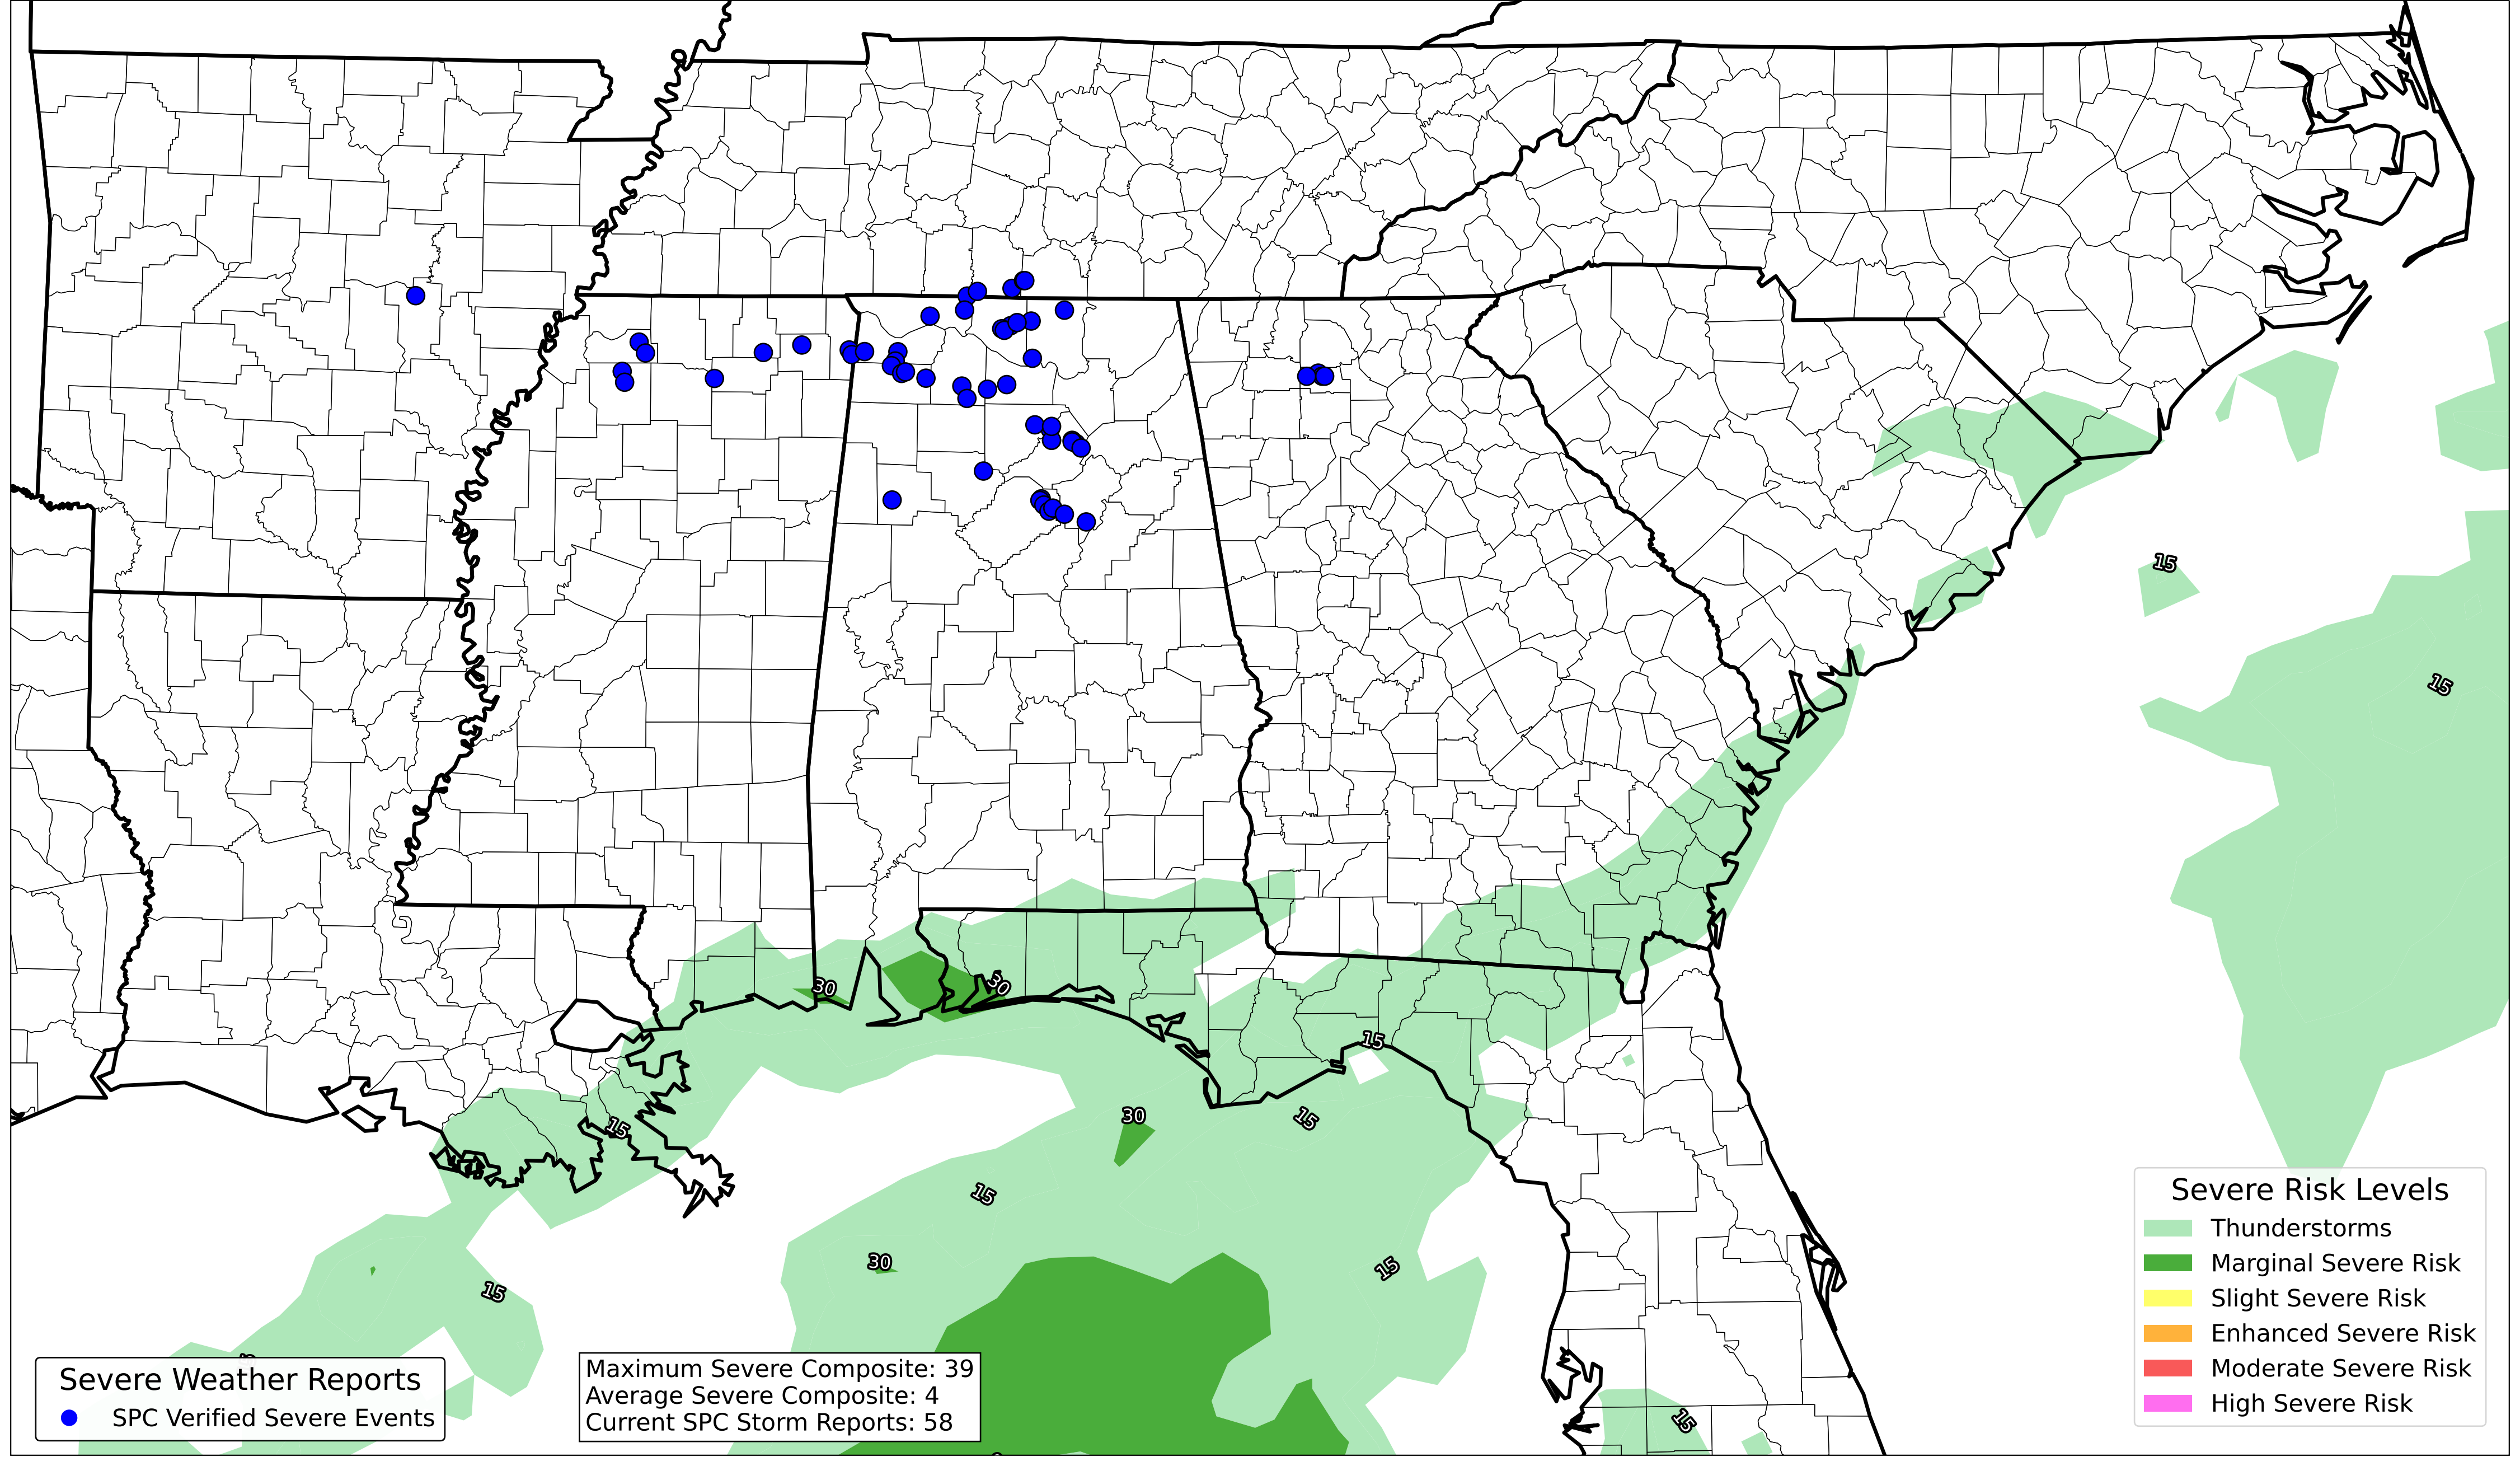 15
15
30
30
15
30
15
15
15
30
15
15
15
Severe Weather Reports
SPC Verified Severe Events
Maximum Severe Composite: 39
Average Severe Composite: 4
Current SPC Storm Reports: 58
Severe Risk Levels
Thunderstorms
Marginal Severe Risk
Slight Severe Risk
Enhanced Severe Risk
Moderate Severe Risk
High Severe Risk